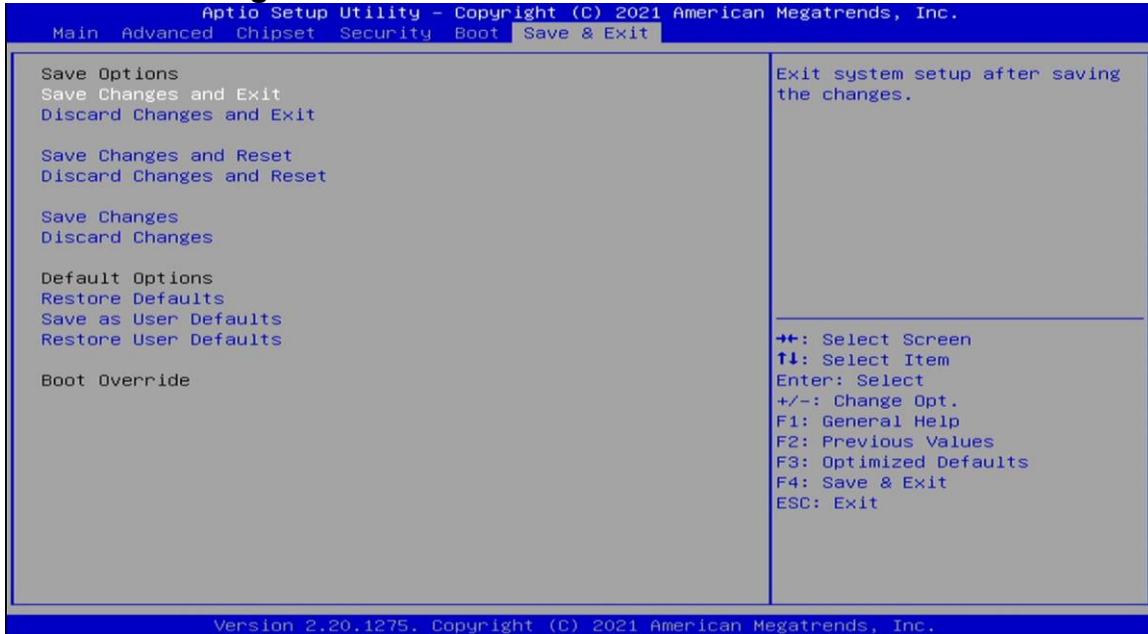 Aptio Setup Utility – Copyright (C) 2021 American Megatrends, Inc.
Main Advanced Chipset Security Boot Save & Exit
Save Options
Save Changes and Exit
Discard Changes and Exit
Save Changes and Reset
Discard Changes and Reset
Save Changes
Discard Changes
Default Options
Restore Defaults
Save as User Defaults
Restore User Defaults
Boot Override
Exit system setup after saving
the changes.
→←: Select Screen
↑↓: Select Item
Enter: Select
+/-: Change Opt.
F1: General Help
F2: Previous Values
F3: Optimized Defaults
F4: Save & Exit
ESC: Exit
Version 2.20.1275. Copyright (C) 2021 American Megatrends, Inc.